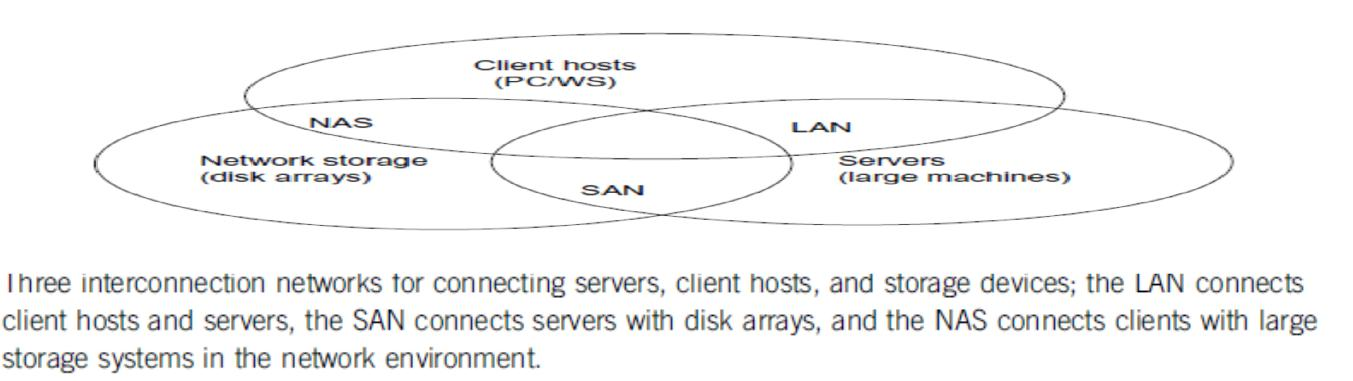 Client hosts
(PC/WS)
NAS
LAN
Network storage
(disk arrays)
Servers
(large machines)
SAN
Three interconnection networks for connecting servers, client hosts, and storage devices; the LAN connects
client hosts and servers, the SAN connects servers with disk arrays, and the NAS connects clients with large
storage systems in the network environment.